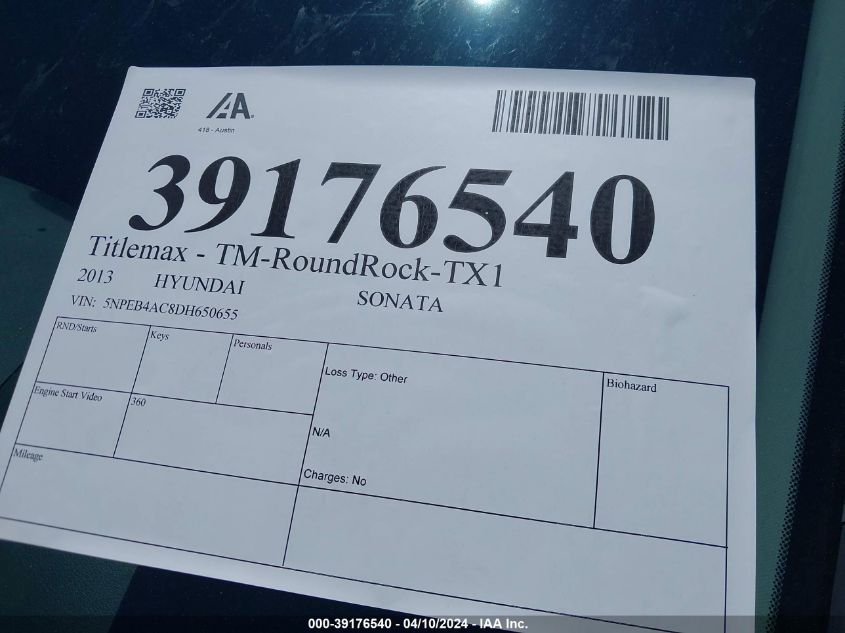 IAA
418 - Austin
39176540
Titlemax - TM-RoundRock-TX1
2013 HYUNDAI SONATA
VIN: 5NPEB4AC8DH650655
RND/Starts Keys Personals
Loss Type: Other Biohazard
Engine Start Video 360
N/A
Mileage
Charges: No
000-39176540 - 04/10/2024 - IAA Inc.